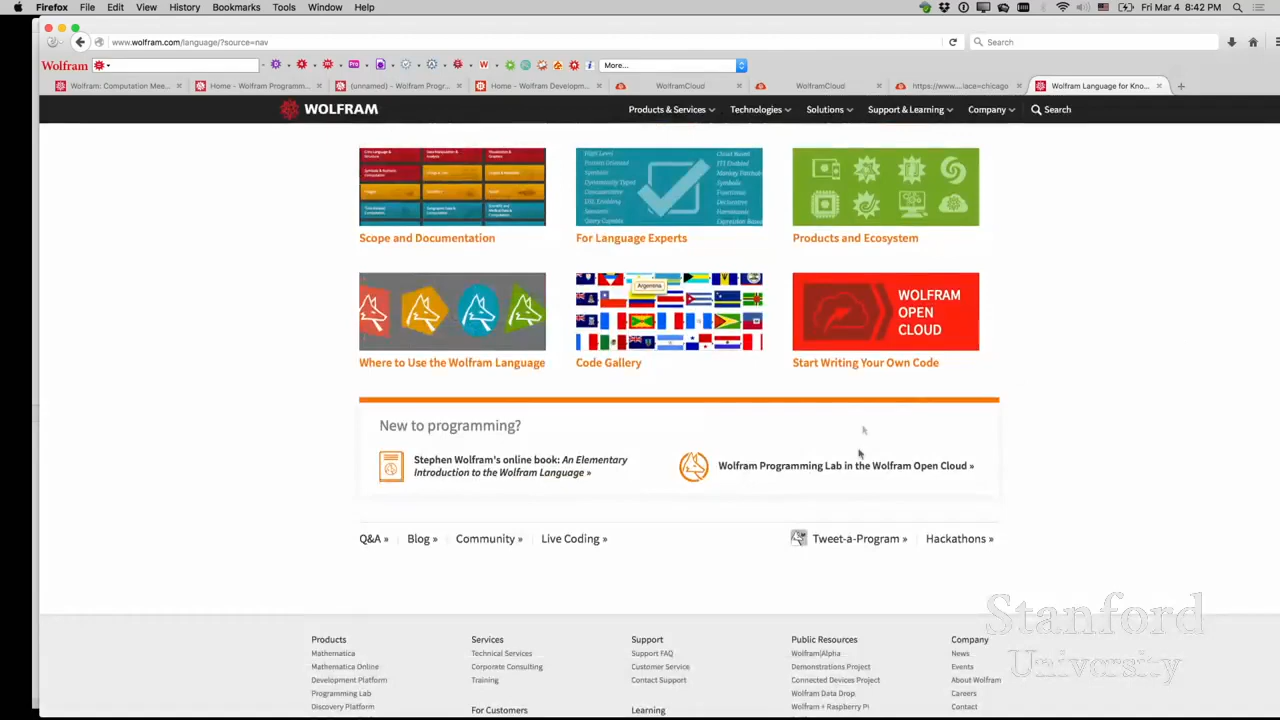 Firefox File Edit View History Bookmarks Tools Window Help
Fri Mar 4 8:42 PM
www.wolfram.com/language/?source=nav
Search
Wolfram
More...
Wolfram: Computation Mee...
Home - Wolfram Programm...
(unnamed) - Wolfram Prog...
Home - Wolfram Developm...
WolframCloud
WolframCloud
https://www....lace=chicago
Wolfram Language for Kno...
WOLFRAM
Products & Services
Technologies
Solutions
Support & Learning
Company
Search
Scope and Documentation
For Language Experts
Products and Ecosystem
Argentina
WOLFRAM
OPEN
CLOUD
Where to Use the Wolfram Language
Code Gallery
Start Writing Your Own Code
New to programming?
Stephen Wolfram's online book: An Elementary
Introduction to the Wolfram Language »
Wolfram Programming Lab in the Wolfram Open Cloud »
Q&A »
Blog »
Community »
Live Coding »
Tweet-a-Program »
Hackathons »
Stanford
University
Products
Services
Support
Public Resources
Company
Mathematica
Technical Services
Support FAQ
Wolfram|Alpha
News
Mathematica Online
Corporate Consulting
Customer Service
Demonstrations Project
Events
Development Platform
Training
Contact Support
Connected Devices Project
About Wolfram
Programming Lab
Wolfram Data Drop
Careers
Discovery Platform
For Customers
Learning
Wolfram + Raspberry Pi
Contact